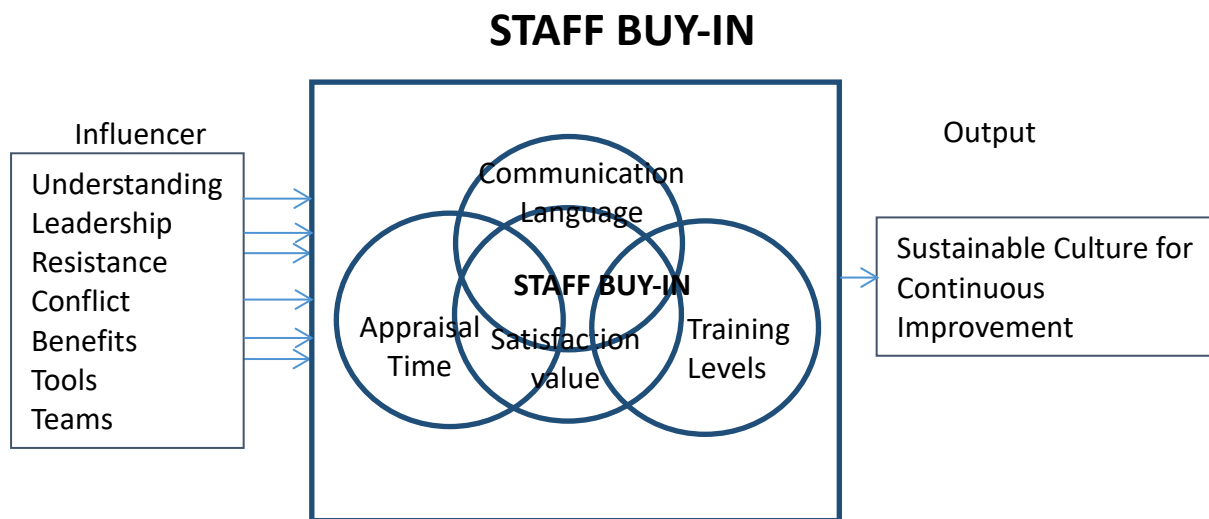 STAFF BUY-IN
Influencer
Understanding
Leadership
Resistance
Conflict
Benefits
Tools
Teams
Communication
Language
STAFF BUY-IN
Appraisal
Time
Satisfaction
value
Training
Levels
Output
Sustainable Culture for
Continuous
Improvement